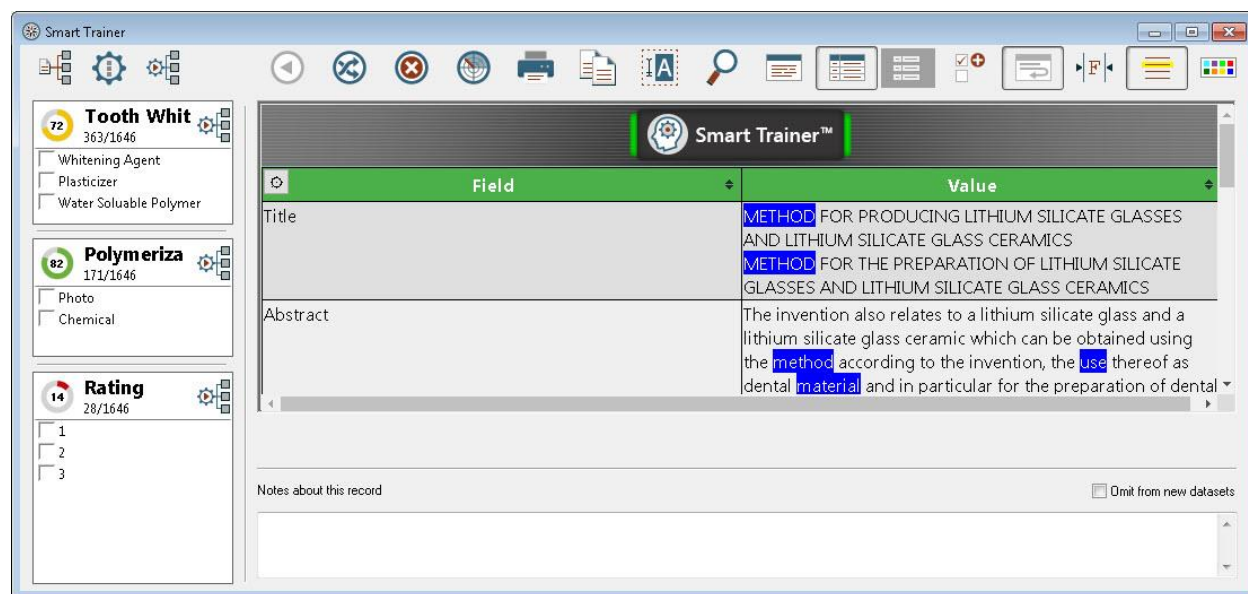 Smart Trainer
IA
F
72
Tooth Whit
363/1646
Whitening Agent
Plasticizer
Water Soluable Polymer
82
Polymeriza
171/1646
Photo
Chemical
14
Rating
28/1646
1
2
3
Smart Trainer™
Field
Value
Title
METHOD FOR PRODUCING LITHIUM SILICATE GLASSES
AND LITHIUM SILICATE GLASS CERAMICS
METHOD FOR THE PREPARATION OF LITHIUM SILICATE
GLASSES AND LITHIUM SILICATE GLASS CERAMICS
Abstract
The invention also relates to a lithium silicate glass and a
lithium silicate glass ceramic which can be obtained using
the method according to the invention, the use thereof as
dental material and in particular for the preparation of dental
Notes about this record
Omit from new datasets